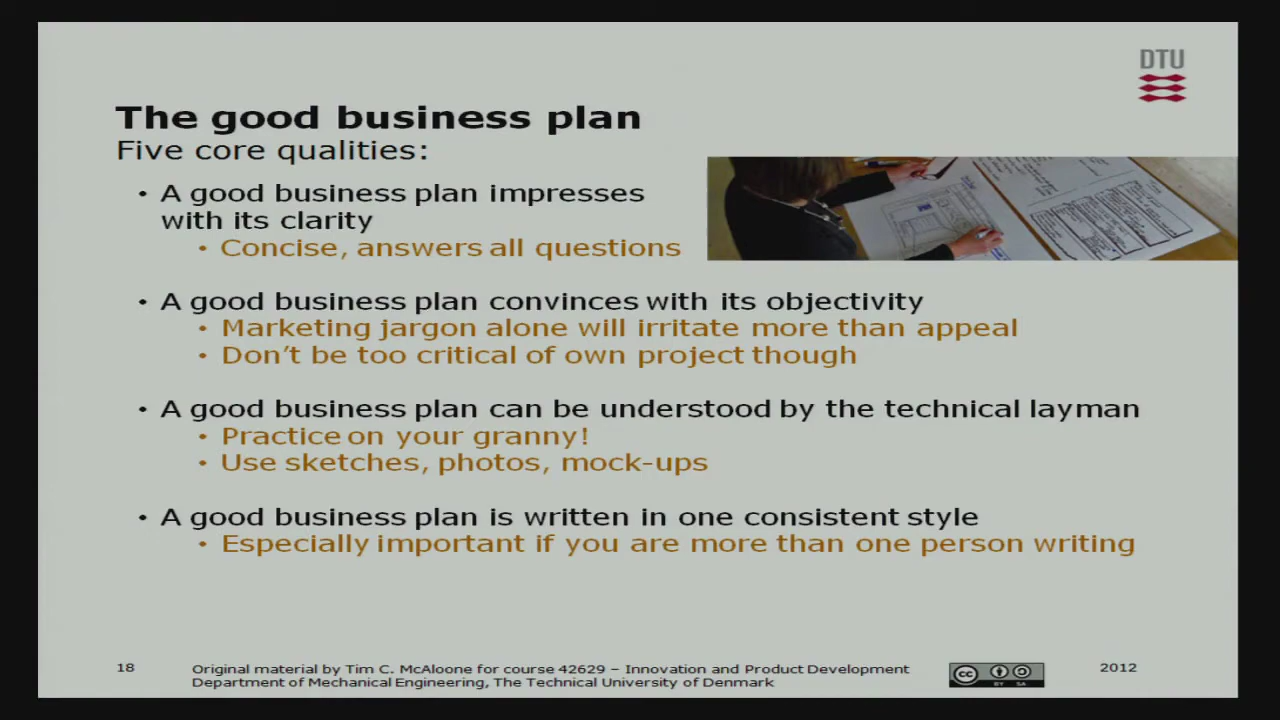 DTU
The good business plan
Five core qualities:
• A good business plan impresses
with its clarity
• Concise, answers all questions
• A good business plan convinces with its objectivity
• Marketing jargon alone will irritate more than appeal
• Don't be too critical of own project though
• A good business plan can be understood by the technical layman
• Practice on your granny!
• Use sketches, photos, mock-ups
• A good business plan is written in one consistent style
• Especially important if you are more than one person writing
18
Original material by Tim C. McAloone for course 42629 – Innovation and Product Development
Department of Mechanical Engineering, The Technical University of Denmark
cc
BY SA
2012